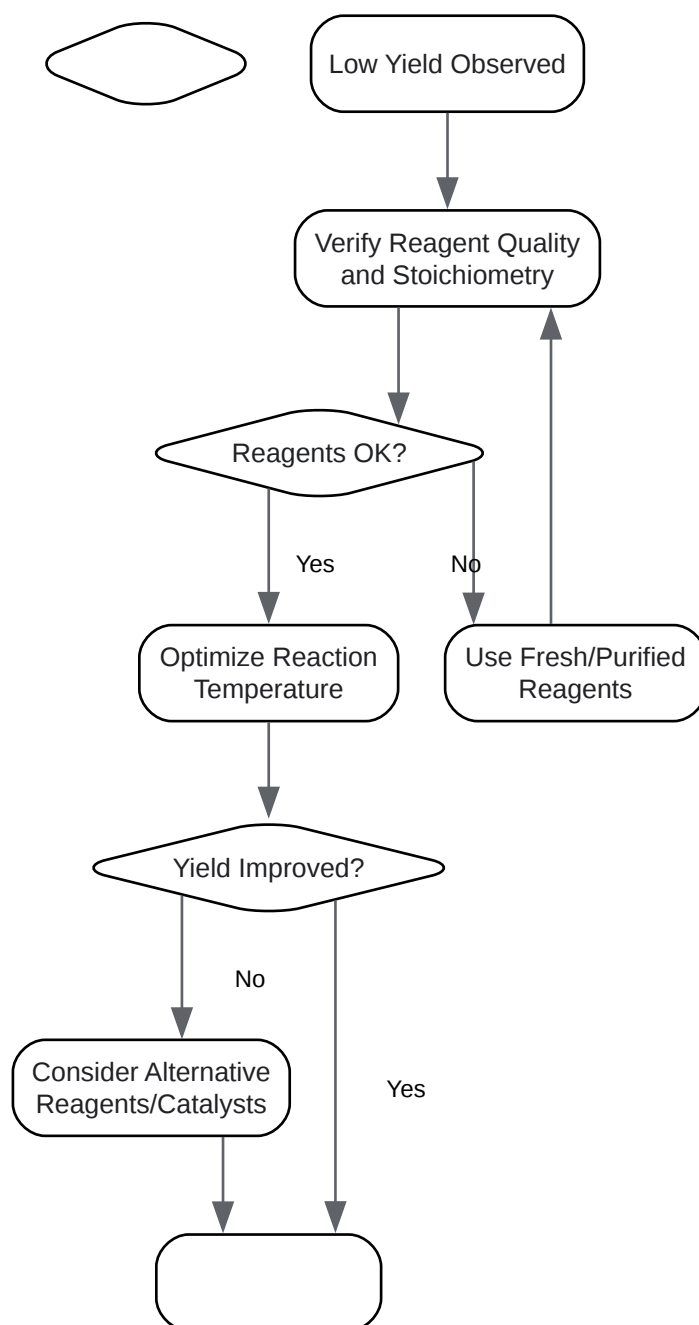 Low Yield Observed
Verify Reagent Quality
and Stoichiometry
Reagents OK?
Yes
No
Optimize Reaction
Temperature
Use Fresh/Purified
Reagents
Yield Improved?
No
Consider Alternative
Reagents/Catalysts
Yes